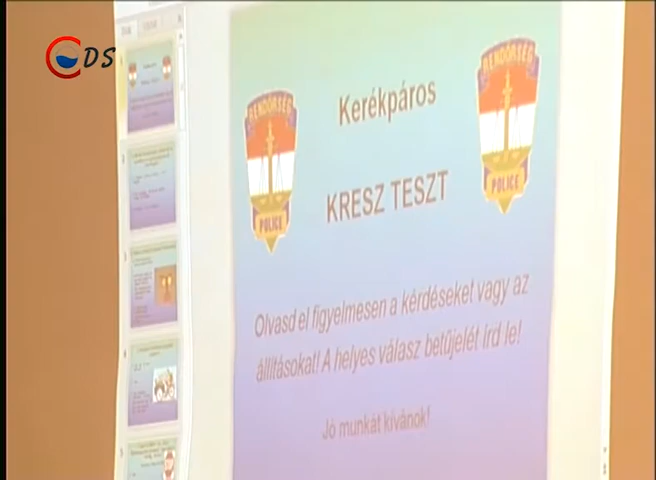 CDS
Kerékpáros
KRESZ TESZT
RENDŐRSÉG
POLICE
RENDŐRSÉG
POLICE
Olvasd el figyelmesen a kérdéseket vagy az
állításokat! A helyes válasz betűjelét írd le!
Jó munkát kívánok!